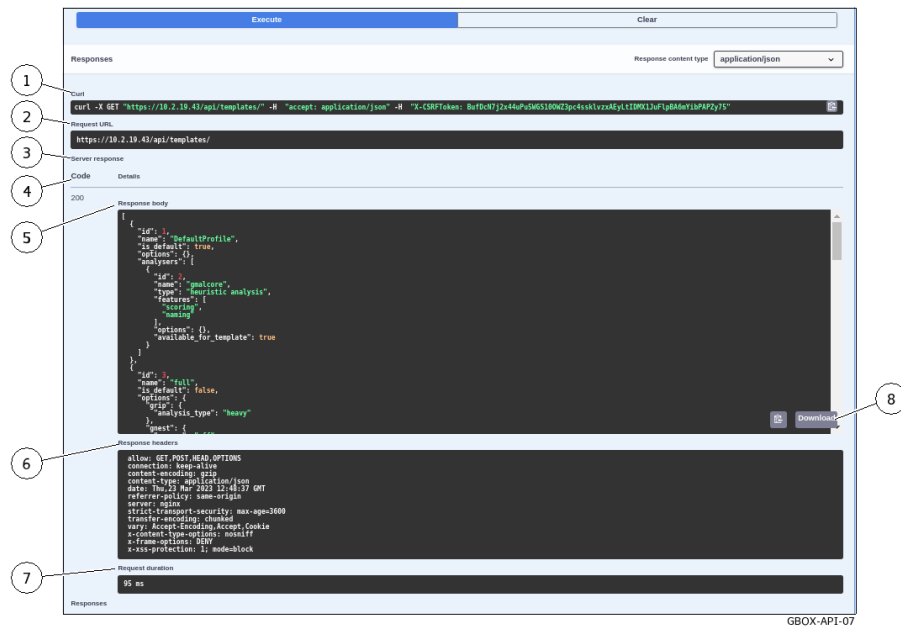 Execute
Clear
Responses
Response content type
application/json
1
Curl
curl -X GET "https://10.2.19.43/api/templates/" -H "accept: application/json" -H "X-CSRFToken: BufDcN7j2x44uPuSWGS10OWZ3pc4ssklvzxAEyLtIDMX1JuFlpBA6mYibPAPZy75"
2
Request URL
https://10.2.19.43/api/templates/
3
Server response
4
Code
Details
200
5
Response body
[
{
"id": 1,
"name": "DefaultProfile",
"is_default": true,
"options": {},
"analysers": [
{
"id": 2,
"name": "gmalcore",
"type": "heuristic analysis",
"features": [
"scoring",
"naming"
],
"options": {},
"available_for_template": true
}
]
},
{
"id": 3,
"name": "full",
"is_default": false,
"options": {
"grip": {
"analysis_type": "heavy"
},
"gnest": {
8
Download
6
Response headers
allow: GET,POST,HEAD,OPTIONS
connection: keep-alive
content-encoding: gzip
content-type: application/json
date: Thu,23 Mar 2023 12:48:37 GMT
referrer-policy: same-origin
server: nginx
strict-transport-security: max-age=3600
transfer-encoding: chunked
vary: Accept-Encoding,Accept,Cookie
x-content-type-options: nosniff
x-frame-options: DENY
x-xss-protection: 1; mode=block
7
Request duration
95 ms
Responses
GBOX-API-07